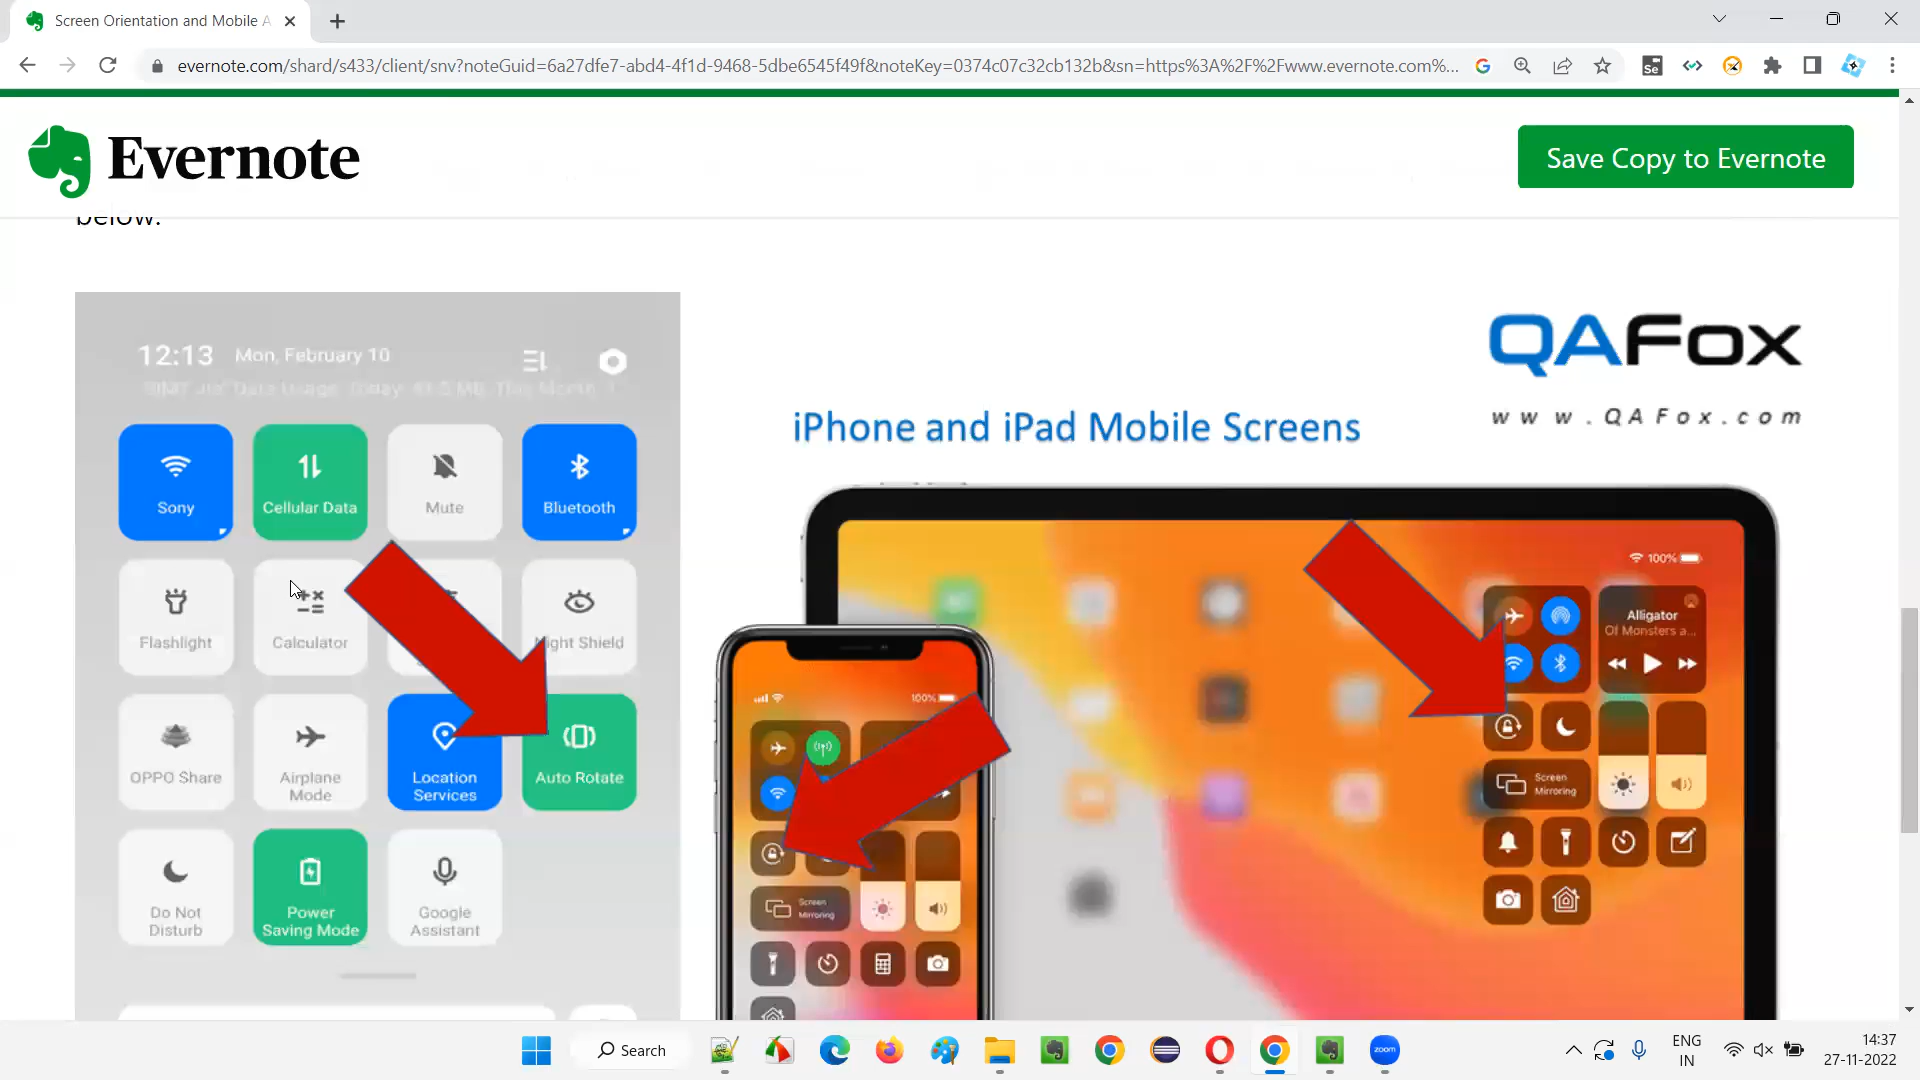 Screen Orientation and Mobile A
evernote.com/shard/s433/client/snv?noteGuid=6a27dfe7-abd4-4f1d-9468-5dbe6545f49f&noteKey=0374c07c32cb132b&sn=https%3A%2F%2Fwww.evernote.com%...
Evernote
Save Copy to Evernote
below.
12:13 Mon, February 10
Sony
Cellular Data
Mute
Bluetooth
Flashlight
Calculator
Night Shield
OPPO Share
Airplane
Mode
Location
Services
Auto Rotate
Do Not
Disturb
Power
Saving Mode
Google
Assistant
QAFox
www.QAFox.com
iPhone and iPad Mobile Screens
100%
Alligator
Of Monsters a...
Screen
Mirroring
100%
Screen
Mirroring
Search
zoom
ENG
IN
14:37
27-11-2022